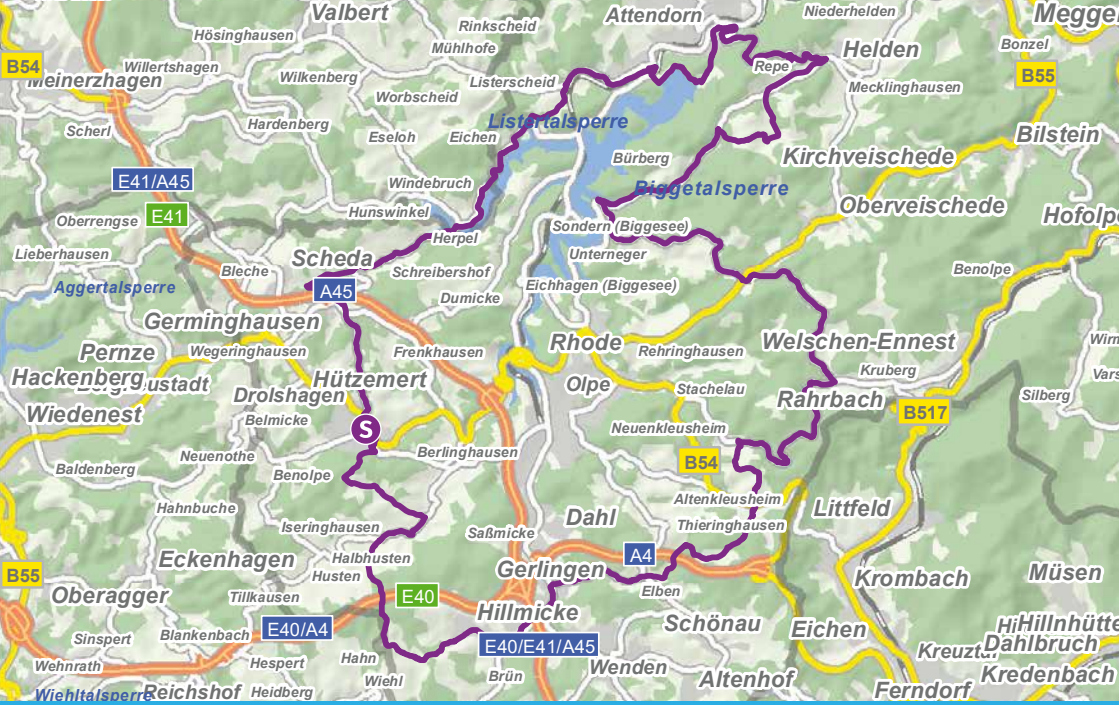 Valbert
Attendorn
Niederhelden
Rinkscheid
Hösinghausen
Mühlhofe
Bonzel
Helden
B54
Willertshagen
Meinerzhagen
Wilkenberg
Listerscheid
Repe
B55
Mecklinghausen
Worbscheid
Scherl
Hardenberg
Eseloh
Eichen
Listertalsperre
Bilstein
Bürberg
Kirchveischede
E41/A45
Windebruch
Biggetalsperre
E41
Oberrengse
Hunswinkel
Oberveischede
Herpel
Sondern (Biggesee)
Lieberhausen
Scheda
Unterneger
Bleche
Schreibershof
Benolpe
Aggertalsperre
A45
Dumicke
Eichhagen (Biggesee)
Germinghausen
Rhode
Welschen-Ennest
Pernze
Wegeringhausen
Frenkhausen
Rehringhausen
Hackenberg
Hützemert
Olpe
Kruberg
Drolshagen
Stachelau
Rahrbach
Silberg
Wiedenest
Belmicke
S
Neuenkleusheim
B517
Neuenothe
Berlinghausen
B54
Baldenberg
Benolpe
Hahnbuche
Altenkleusheim
Littfeld
Iseringhausen
Saßmicke
Dahl
Thieringhausen
Eckenhagen
Halbhusten
A4
B55
Husten
Gerlingen
Krombach
Müsen
Oberagger
Tillkausen
E40
Elben
Hillmicke
Schönau
Eichen
Sinspert
Blankenbach
E40/A4
E40/E41/A45
Dahlbruch
Wehnrath
Hespert
Hahn
Wenden
Kredenbach
Wiehl
Brün
Altenhof
Wiehltalsperre
Reichshof
Heidberg
Ferndorf